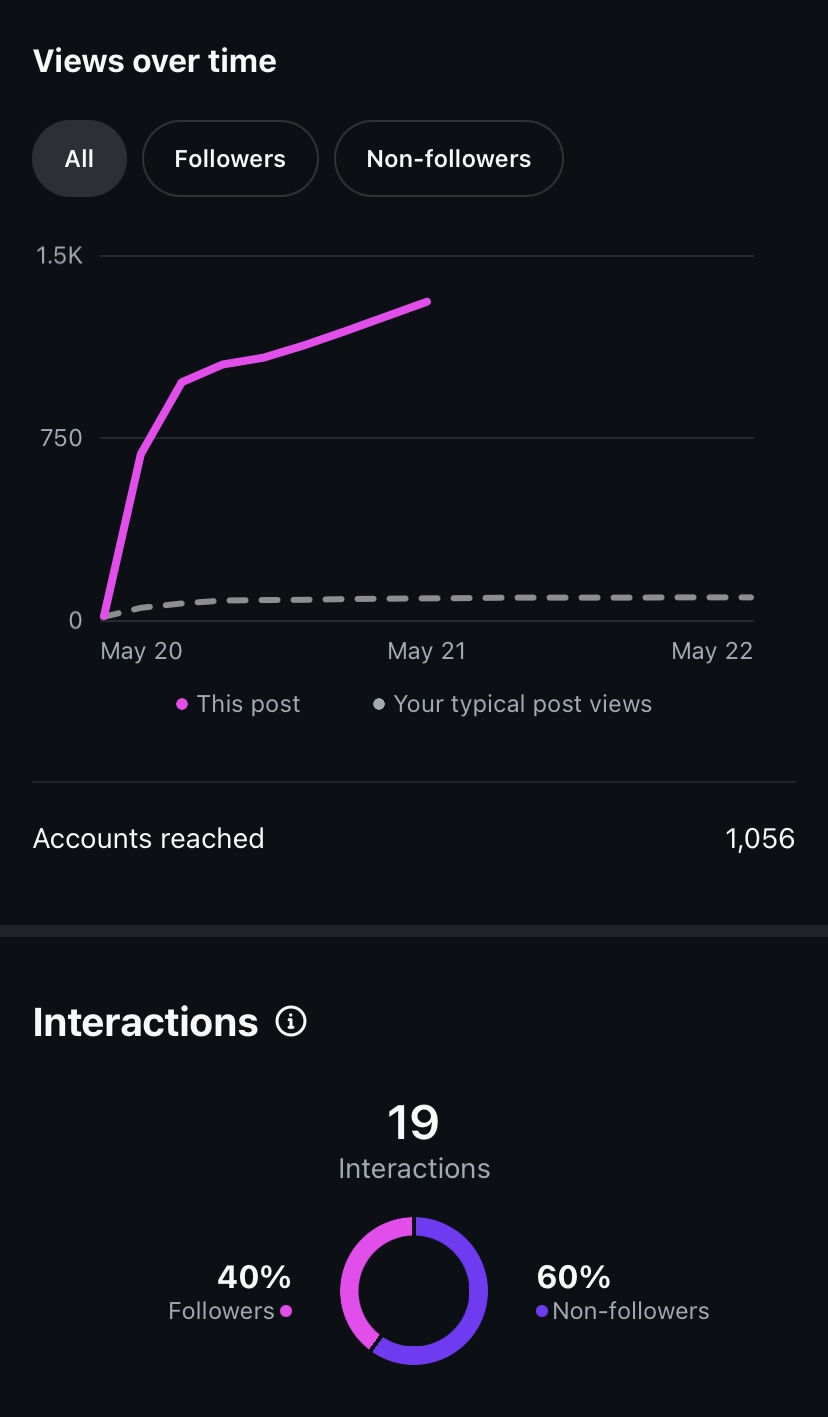 Views over time
All Followers Non-followers
1.5K
750
0
May 20 May 21 May 22
This post Your typical post views
Accounts reached 1,056
Interactions
19
Interactions
40% 60%
Followers Non-followers